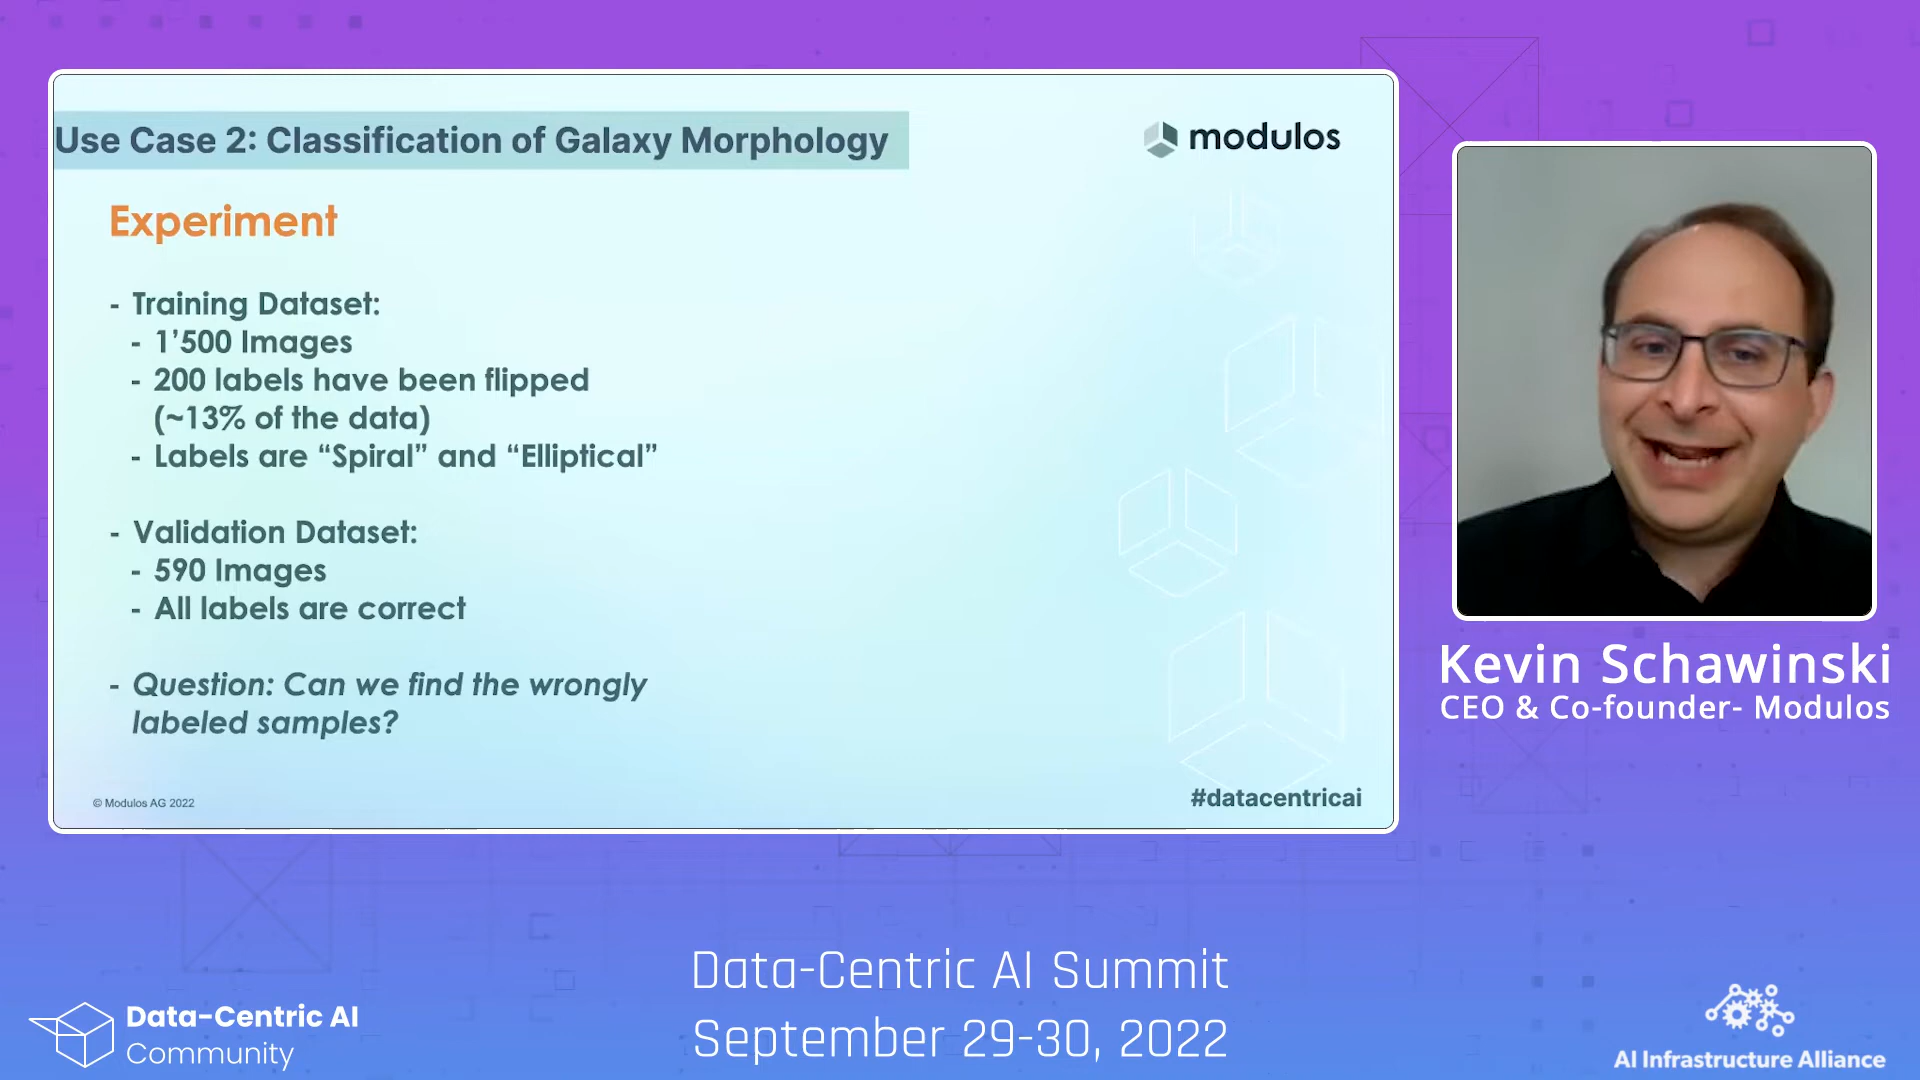 Use Case 2: Classification of Galaxy Morphology
modulos
Experiment
- Training Dataset:
- 1’500 Images
- 200 labels have been flipped
(~13% of the data)
- Labels are “Spiral” and “Elliptical”
- Validation Dataset:
- 590 Images
- All labels are correct
- Question: Can we find the wrongly
labeled samples?
© Modulos AG 2022
#datacentricai
Kevin Schawinski
CEO & Co-founder- Modulos
Data-Centric AI Summit
September 29-30, 2022
Data-Centric AI
Community
AI Infrastructure Alliance